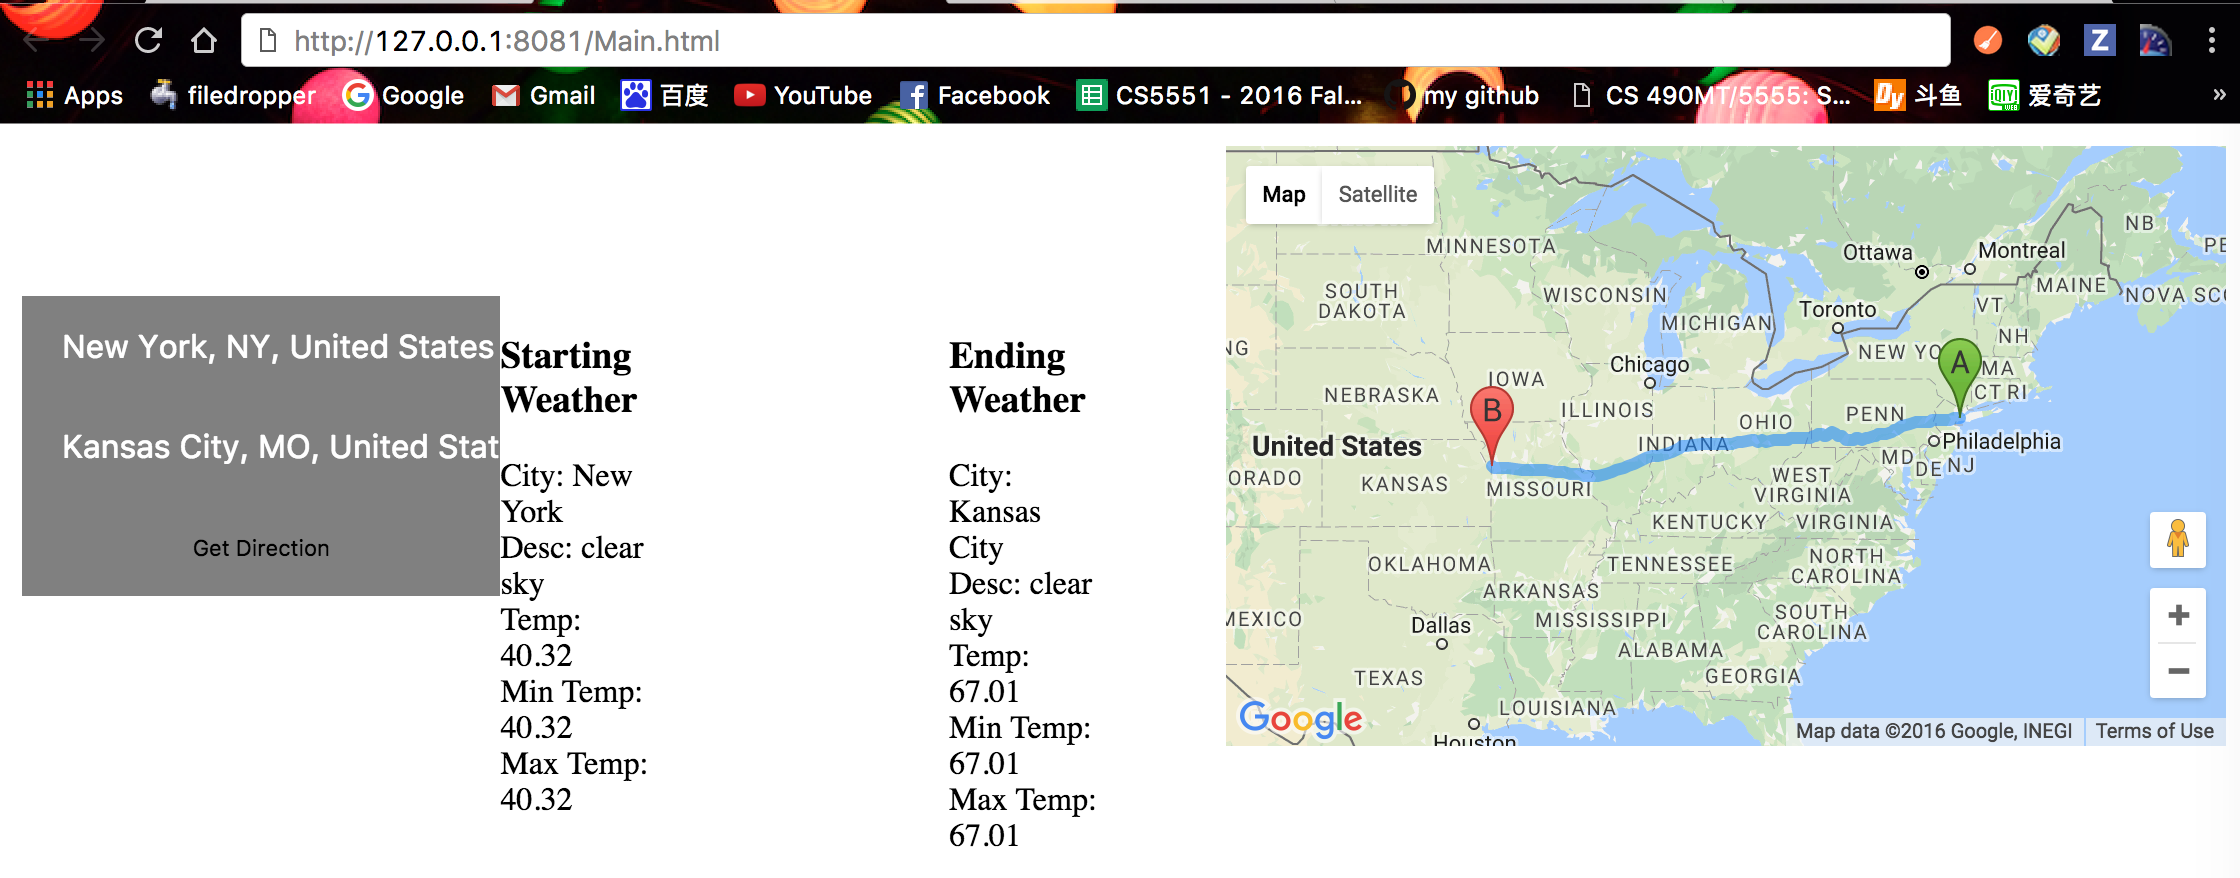 http://127.0.0.1:8081/Main.html
Z
Apps filedropper Google Gmail 百度 YouTube Facebook CS5551 - 2016 Fal... my github CS 490MT/5555: S... Dy 斗鱼 iQIYI 爱奇艺 »
New York, NY, United States
Kansas City, MO, United Stat
Get Direction
Starting
Weather
City: New
York
Desc: clear
sky
Temp:
40.32
Min Temp:
40.32
Max Temp:
40.32
Ending
Weather
City:
Kansas
City
Desc: clear
sky
Temp:
67.01
Min Temp:
67.01
Max Temp:
67.01
Map Satellite
NB
PE
MINNESOTA
Ottawa
Montreal
MAINE
NOVA SCO
SOUTH
DAKOTA
WISCONSIN
VT
MICHIGAN
Toronto
NH
NG
NEW YO
A
MA
Chicago
IOWA
CT RI
NEBRASKA
B
ILLINOIS
OHIO
PENN
United States
INDIANA
Philadelphia
MD
DE
NJ
ORADO
KANSAS
MISSOURI
WEST
VIRGINIA
KENTUCKY
VIRGINIA
OKLAHOMA
TENNESSEE
NORTH
CAROLINA
ARKANSAS
MEXICO
Dallas
MISSISSIPPI
SOUTH
CAROLINA
ALABAMA
TEXAS
GEORGIA
LOUISIANA
Google
Houston
Map data ©2016 Google, INEGI
Terms of Use
+
−